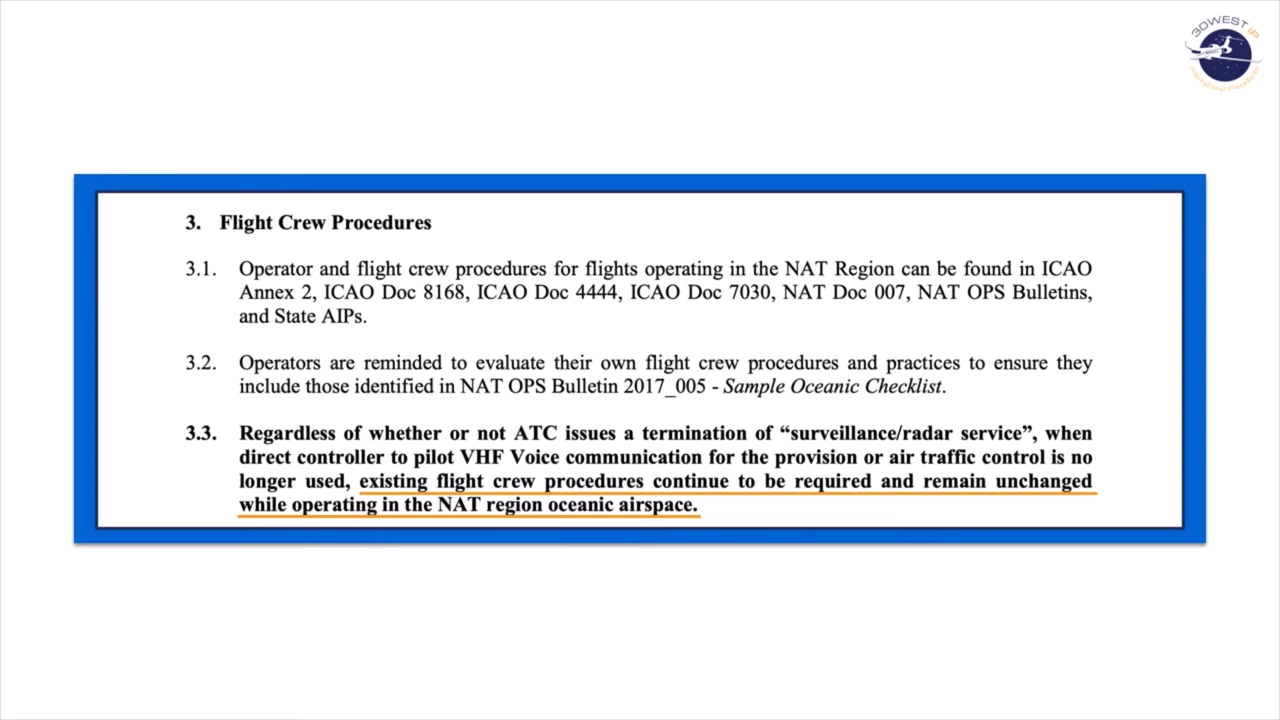 30WEST IP
International Procedures
3. Flight Crew Procedures
3.1. Operator and flight crew procedures for flights operating in the NAT Region can be found in ICAO
Annex 2, ICAO Doc 8168, ICAO Doc 4444, ICAO Doc 7030, NAT Doc 007, NAT OPS Bulletins,
and State AIPs.
3.2. Operators are reminded to evaluate their own flight crew procedures and practices to ensure they
include those identified in NAT OPS Bulletin 2017_005 - Sample Oceanic Checklist.
3.3. Regardless of whether or not ATC issues a termination of “surveillance/radar service”, when
direct controller to pilot VHF Voice communication for the provision or air traffic control is no
longer used, existing flight crew procedures continue to be required and remain unchanged
while operating in the NAT region oceanic airspace.